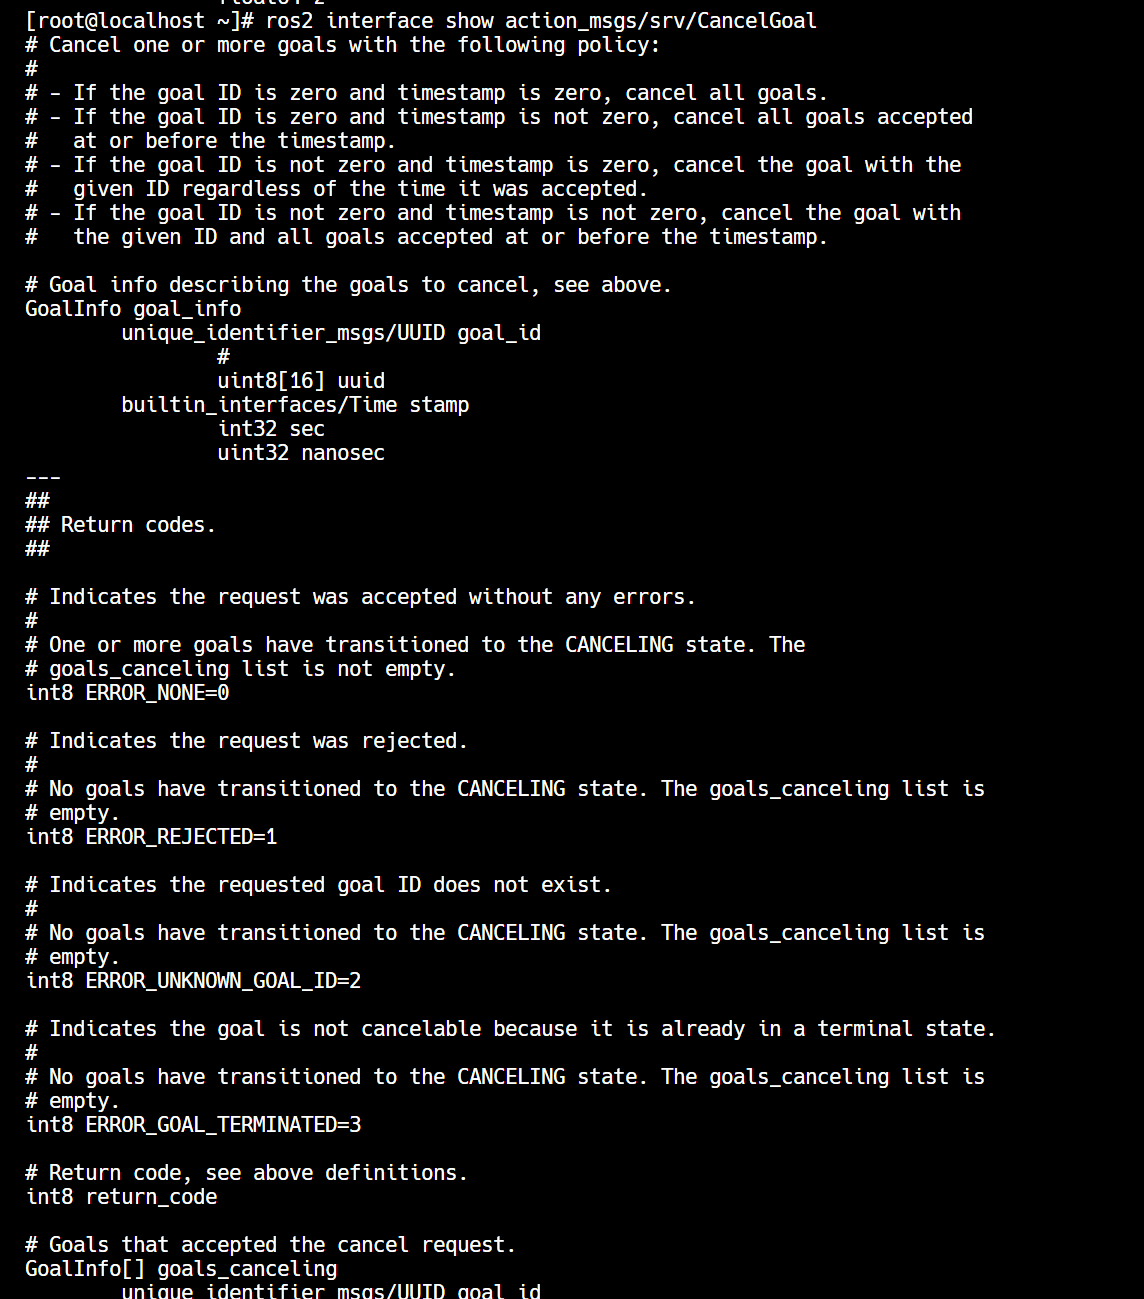 [root@localhost ~]# ros2 interface show action_msgs/srv/CancelGoal
# Cancel one or more goals with the following policy:
#
# - If the goal ID is zero and timestamp is zero, cancel all goals.
# - If the goal ID is zero and timestamp is not zero, cancel all goals accepted
#   at or before the timestamp.
# - If the goal ID is not zero and timestamp is zero, cancel the goal with the
#   given ID regardless of the time it was accepted.
# - If the goal ID is not zero and timestamp is not zero, cancel the goal with
#   the given ID and all goals accepted at or before the timestamp.

# Goal info describing the goals to cancel, see above.
GoalInfo goal_info
        unique_identifier_msgs/UUID goal_id
                #
                uint8[16] uuid
        builtin_interfaces/Time stamp
                int32 sec
                uint32 nanosec
---
##
## Return codes.
##

# Indicates the request was accepted without any errors.
#
# One or more goals have transitioned to the CANCELING state. The
# goals_canceling list is not empty.
int8 ERROR_NONE=0

# Indicates the request was rejected.
#
# No goals have transitioned to the CANCELING state. The goals_canceling list is
# empty.
int8 ERROR_REJECTED=1

# Indicates the requested goal ID does not exist.
#
# No goals have transitioned to the CANCELING state. The goals_canceling list is
# empty.
int8 ERROR_UNKNOWN_GOAL_ID=2

# Indicates the goal is not cancelable because it is already in a terminal state.
#
# No goals have transitioned to the CANCELING state. The goals_canceling list is
# empty.
int8 ERROR_GOAL_TERMINATED=3

# Return code, see above definitions.
int8 return_code

# Goals that accepted the cancel request.
GoalInfo[] goals_canceling
        unique_identifier_msgs/UUID goal_id